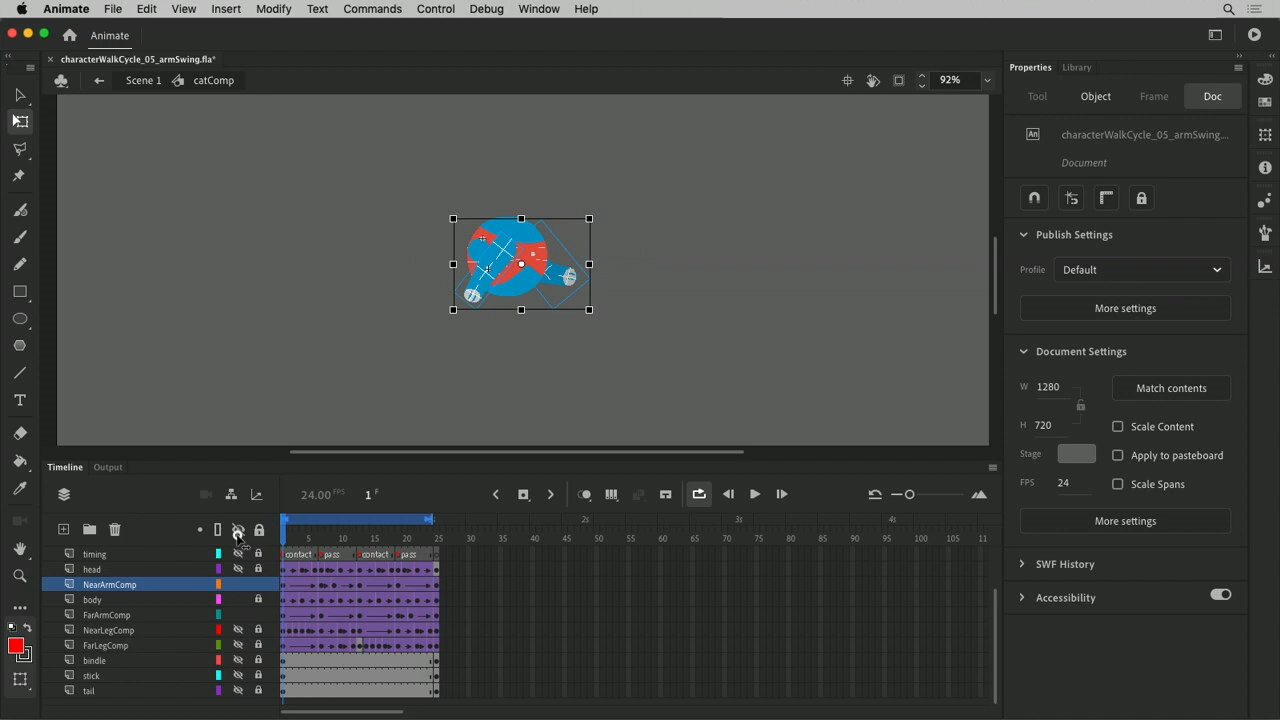 Animate File Edit View Insert Modify Text Commands Control Debug Window Help
Animate
characterWalkCycle_05_armSwing.fla*
Scene 1 catComp 92%
Properties Library
Tool Object Frame Doc
An characterWalkCycle_05_armSwing...
Document
Publish Settings
Profile Default
More settings
Document Settings
W 1280 Match contents
H 720 Scale Content
Stage Apply to pasteboard
FPS 24 Scale Spans
More settings
SWF History
Accessibility
Timeline Output
24.00 FPS 1 F
2s 3s 4s
5 10 15 20 25 30 35 40 45 50 55 60 65 70 75 80 85 90 95 100 105 11
timing contact pass contact pass
head
NearArmComp
body
FarArmComp
NearLegComp
FarLegComp
bindle
stick
tail